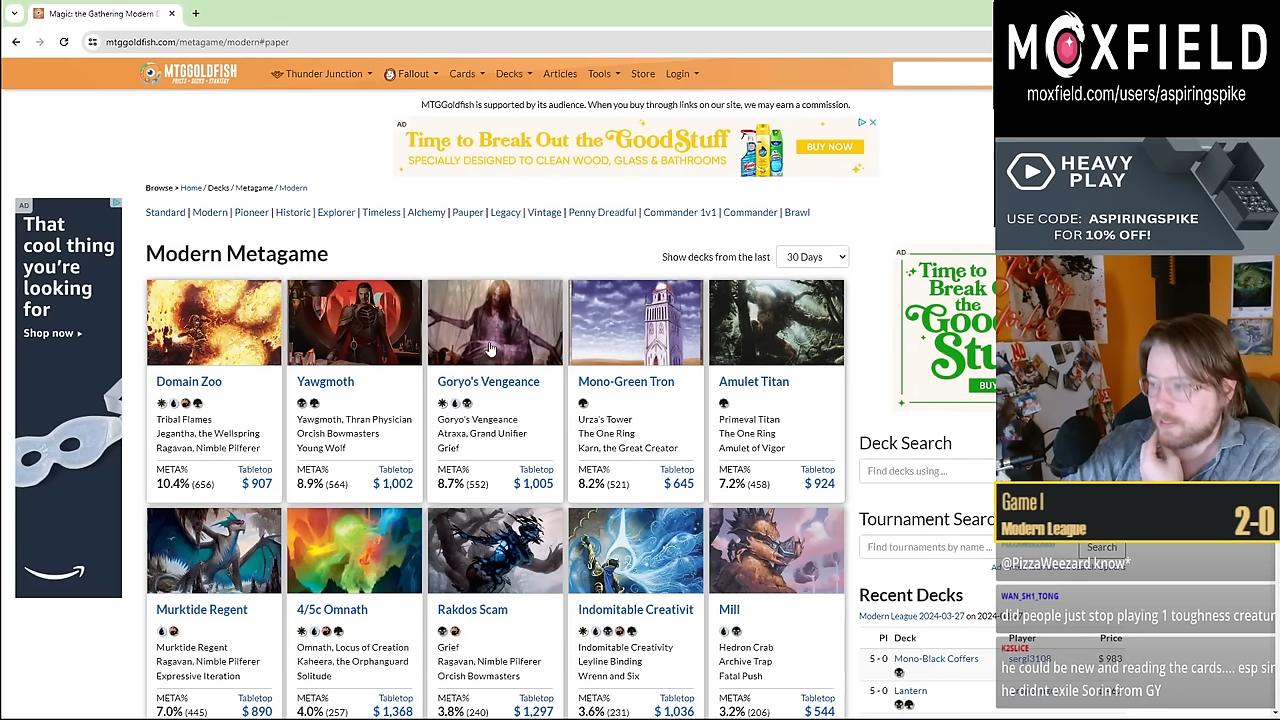 Magic: the Gathering Modern D
mtggoldfish.com/metagame/modern#paper
MTGGOLDFISH
PRICES • DECKS • STRATEGY
Thunder Junction
Fallout
Cards
Decks
Articles
Tools
Store
Login
MTGGoldfish is supported by its audience. When you buy through links on our site, we may earn a commission.
AD
Time to Break Out the GoodStuff
SPECIALLY DESIGNED TO CLEAN WOOD, GLASS & BATHROOMS
BUY NOW
Browse > Home / Decks / Metagame / Modern
Standard | Modern | Pioneer | Historic | Explorer | Timeless | Alchemy | Pauper | Legacy | Vintage | Penny Dreadful | Commander 1v1 | Commander | Brawl
AD
That
cool thing
you're
looking
for
Shop now
Modern Metagame
Show decks from the last
30 Days
Domain Zoo
Tribal Flames
Jegantha, the Wellspring
Ragavan, Nimble Pilferer
META%
Tabletop
10.4% (656)
$ 907
Yawgmoth
Yawgmoth, Thran Physician
Orcish Bowmasters
Young Wolf
META%
Tabletop
8.9% (564)
$ 1,002
Goryo's Vengeance
Goryo's Vengeance
Atraxa, Grand Unifier
Grief
META%
Tabletop
8.7% (552)
$ 1,005
Mono-Green Tron
Urza's Tower
The One Ring
Karn, the Great Creator
META%
Tabletop
8.2% (521)
$ 645
Amulet Titan
Primeval Titan
The One Ring
Amulet of Vigor
META%
Tabletop
7.2% (458)
$ 924
Murktide Regent
Murktide Regent
Ragavan, Nimble Pilferer
Expressive Iteration
META%
Tabletop
7.0% (445)
$ 890
4/5c Omnath
Omnath, Locus of Creation
Kaheera, the Orphanguard
Solitude
META%
Tabletop
4.0% (257)
$ 1,368
Rakdos Scam
Grief
Ragavan, Nimble Pilferer
Orcish Bowmasters
META%
Tabletop
3.8% (240)
$ 1,297
Indomitable Creativit
Indomitable Creativity
Leyline Binding
Wrenn and Six
META%
Tabletop
3.6% (231)
$ 1,036
Mill
Hedron Crab
Archive Trap
Fatal Push
META%
Tabletop
3.2% (206)
$ 544
AD
Time to
Break
the
Goo
Stu
BUY
Deck Search
Find decks using ...
Tournament Searc
Find tournaments by name ...
Search
Recent Decks
Modern League 2024-03-27 on 2024-
Pl Deck Player Price
5 - 0 Mono-Black Coffers sergi3108 $ 983
5 - 0 Lantern
MOXFIELD
moxfield.com/users/aspiringspike
HEAVY
PLAY
USE CODE: ASPIRINGSPIKE
FOR 10% OFF!
Game 1
Modern League
2-0
@PizzaWeezard know*
WAN_SH1_TONG
did people just stop playing 1 toughness creatur
K2SLICE
he could be new and reading the cards.... esp sin
he didnt exile Sorin from GY